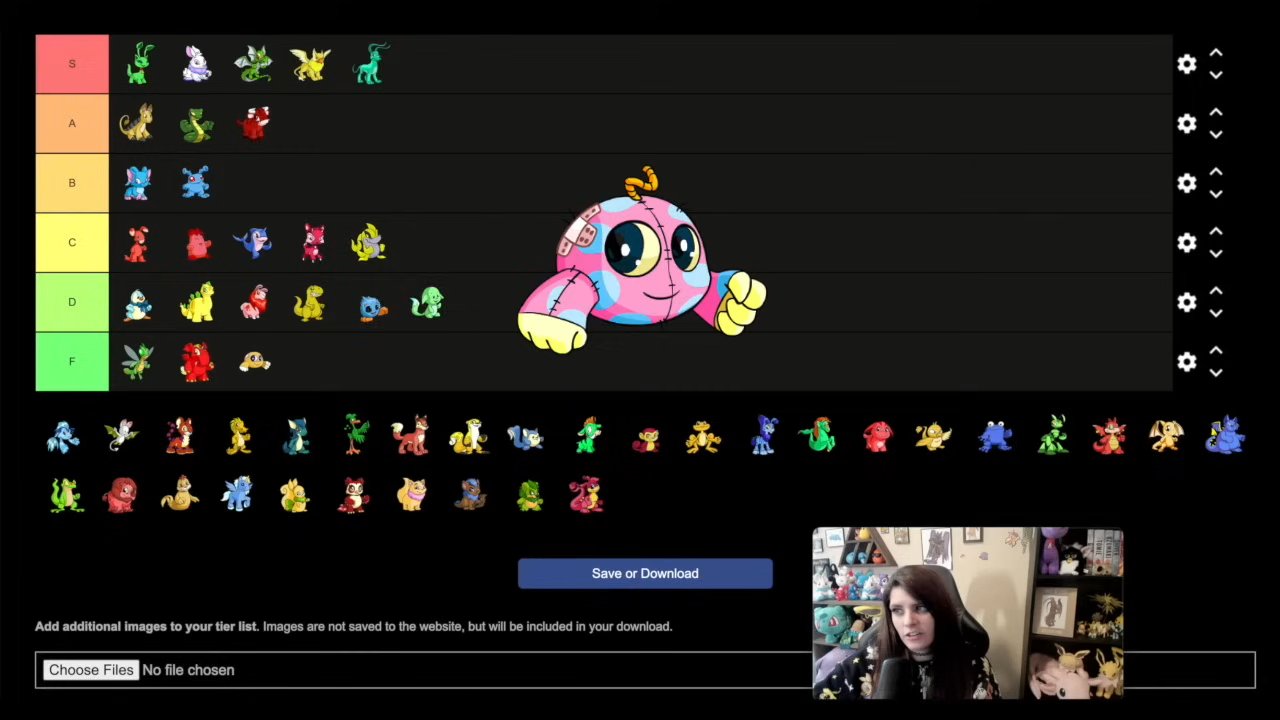 S
A
B
C
D
F
Save or Download
Add additional images to your tier list. Images are not saved to the website, but will be included in your download.
Choose Files No file chosen